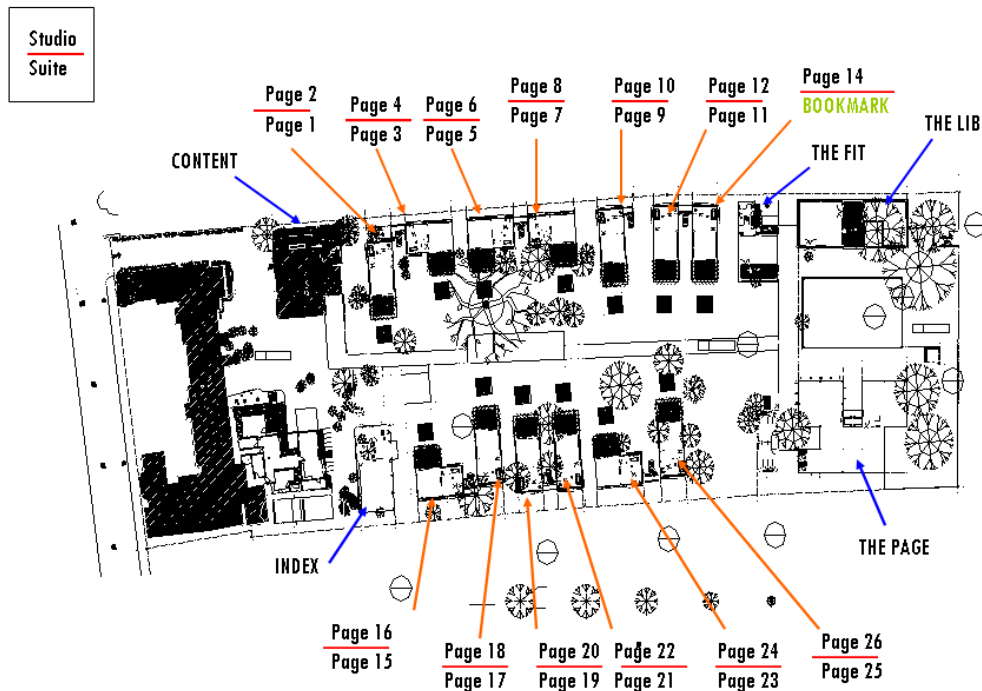 Studio
Suite
Page 2
Page 1
Page 4
Page 3
Page 6
Page 5
Page 8
Page 7
Page 10
Page 9
Page 12
Page 11
Page 14
BOOKMARK
THE LIB
THE FIT
CONTENT
INDEX
THE PAGE
Page 16
Page 15
Page 18
Page 17
Page 20
Page 19
Page 22
Page 21
Page 24
Page 23
Page 26
Page 25